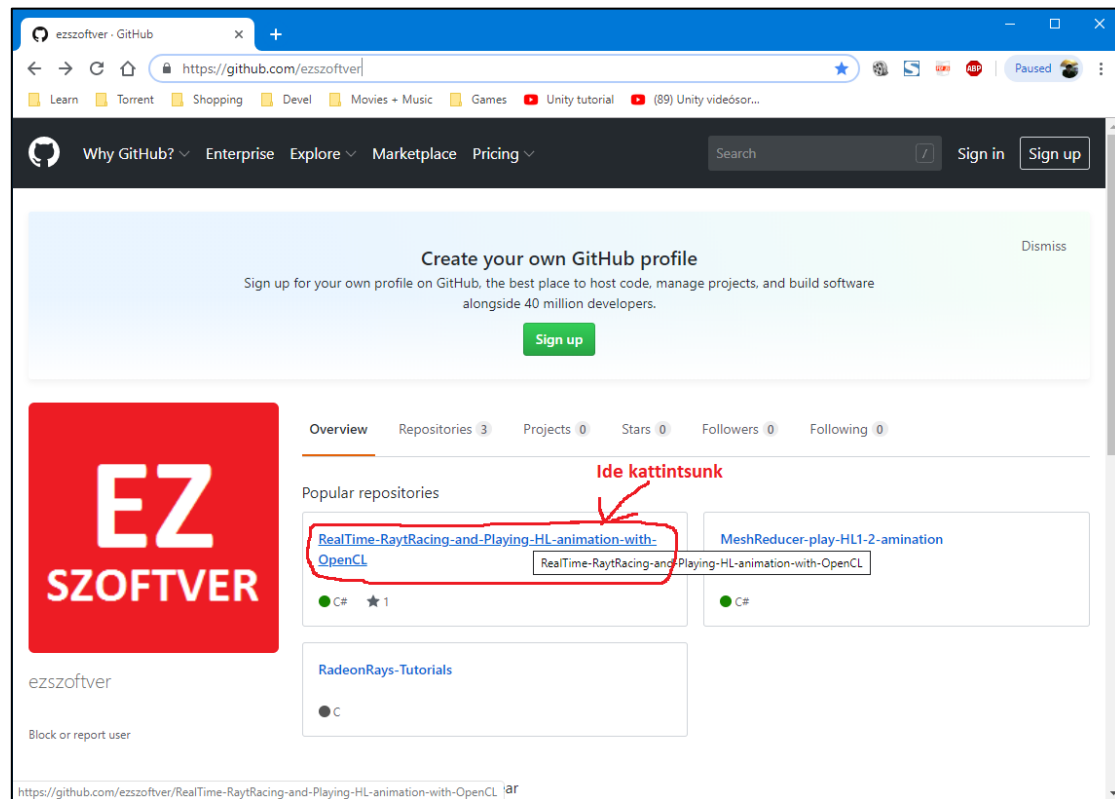 ezszoftver · GitHub
https://github.com/ezszoftver
Paused
Learn Torrent Shopping Devel Movies + Music Games Unity tutorial (89) Unity videósor...
Why GitHub? Enterprise Explore Marketplace Pricing Search / Sign in Sign up
Dismiss
Create your own GitHub profile
Sign up for your own profile on GitHub, the best place to host code, manage projects, and build software
alongside 40 million developers.
Sign up
EZ
SZOFTVER
Overview Repositories 3 Projects 0 Stars 0 Followers 0 Following 0
Ide kattintsunk
Popular repositories
RealTime-RaytRacing-and-Playing-HL-animation-with-
OpenCL
RealTime-RaytRacing-and-Playing-HL-animation-with-OpenCL
C# 1
MeshReducer-play-HL1-2-amination
C#
RadeonRays-Tutorials
C
ezszoftver
Block or report user
https://github.com/ezszoftver/RealTime-RaytRacing-and-Playing-HL-animation-with-OpenCL